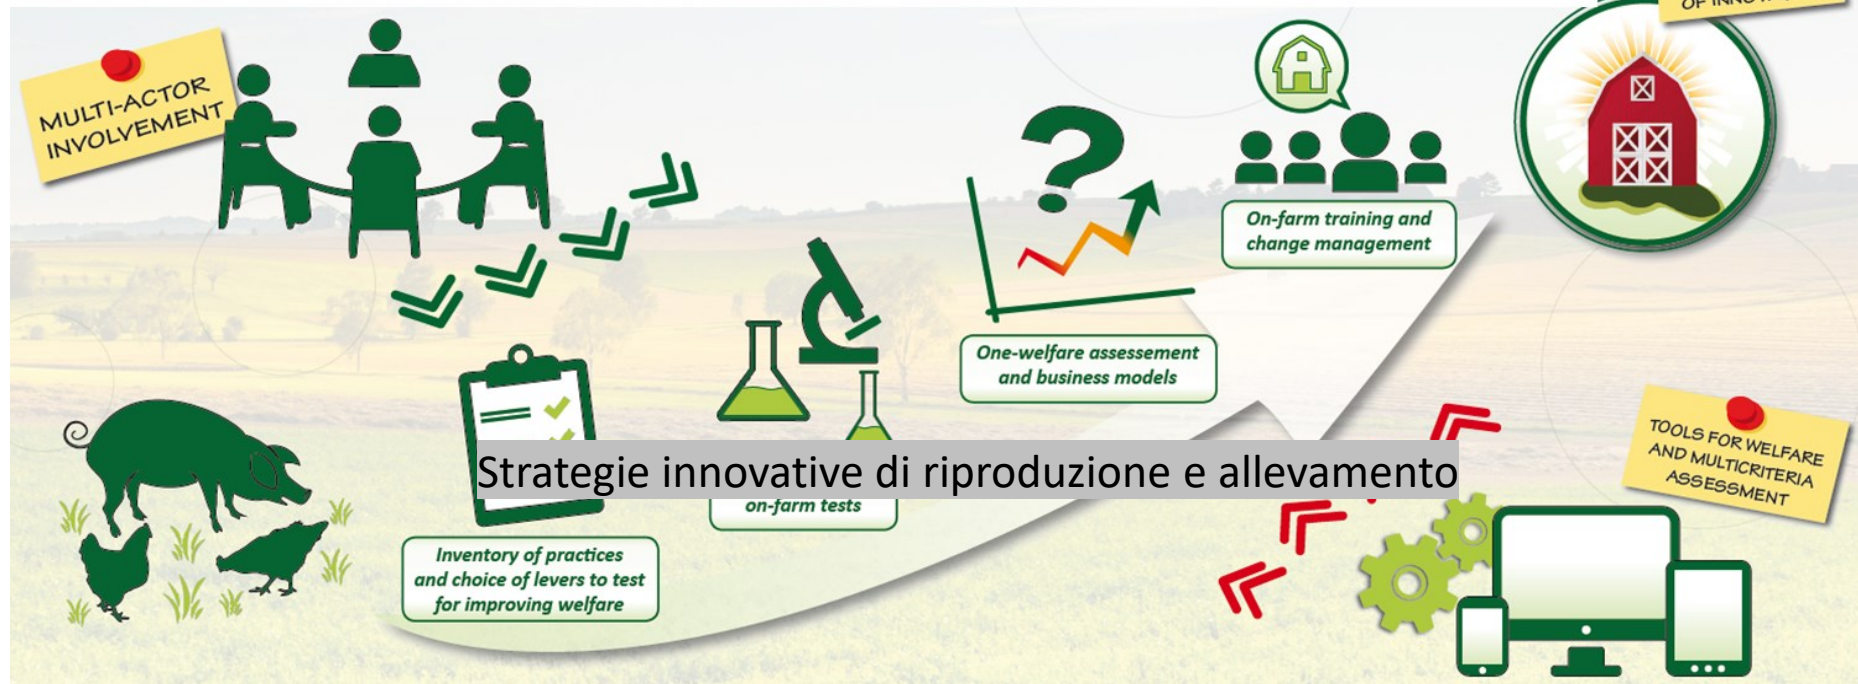 MULTI-ACTOR
INVOLVEMENT
On-farm training and
change management
One-welfare assessement
and business models
TOOLS FOR WELFARE
AND MULTICRITERIA
ASSESSMENT
Strategie innovative di riproduzione e allevamento
on-farm tests
Inventory of practices
and choice of levers to test
for improving welfare